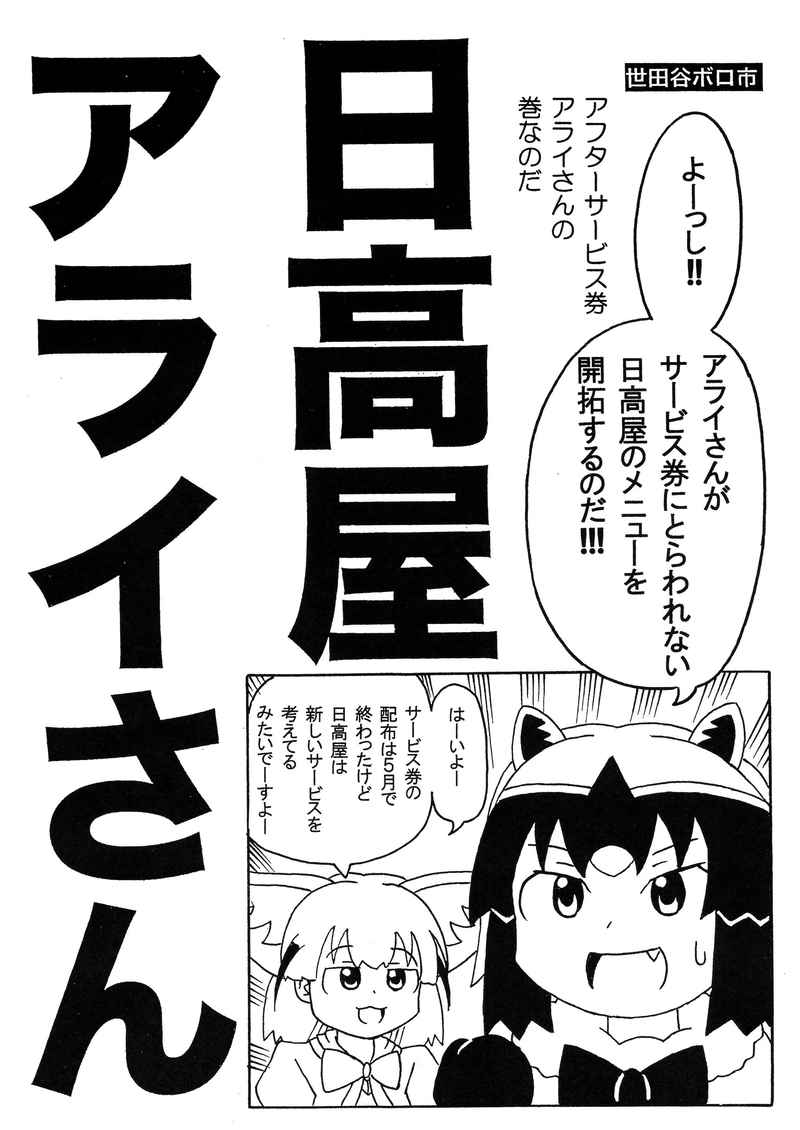 世田谷ボロ市
日高屋
アライさん
アフターサービス券
アライさんの
巻なのだ
よーっし!!
アライさんが
サービス券にとらわれない
日高屋のメニューを
開拓するのだ!!!
はーいよー
サービス券の
配布は5月で
終わったけど
日高屋は
新しいサービスを
考えてる
みたいでーすよー